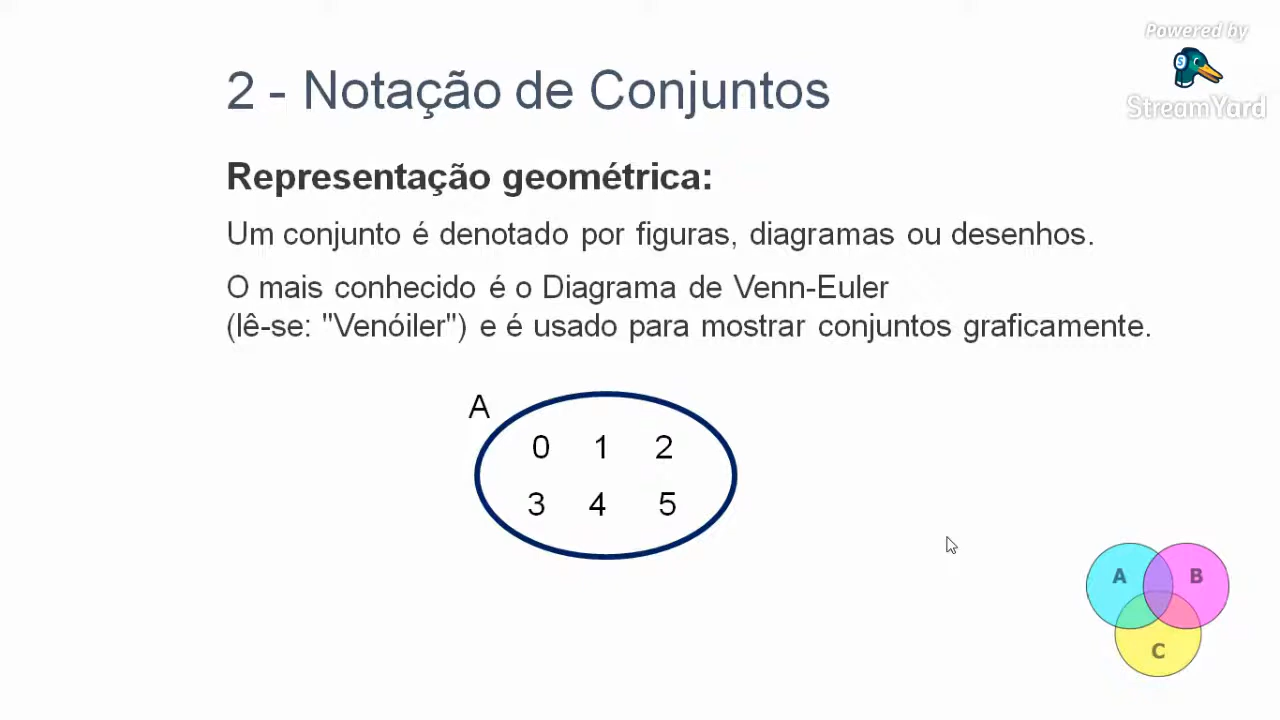 Powered by
StreamYard
2 - Notação de Conjuntos
Representação geométrica:
Um conjunto é denotado por figuras, diagramas ou desenhos.
O mais conhecido é o Diagrama de Venn-Euler
(lê-se: "Venóiler") e é usado para mostrar conjuntos graficamente.
A
0 1 2
3 4 5
A B
C